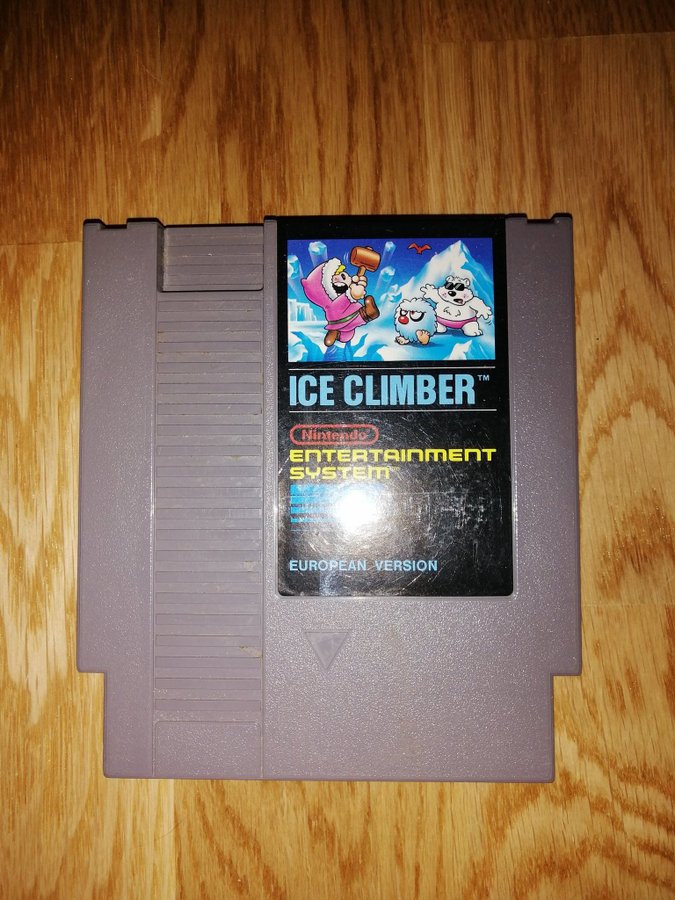 ICE CLIMBER™
Nintendo
ENTERTAINMENT
SYSTEM™
EUROPEAN VERSION